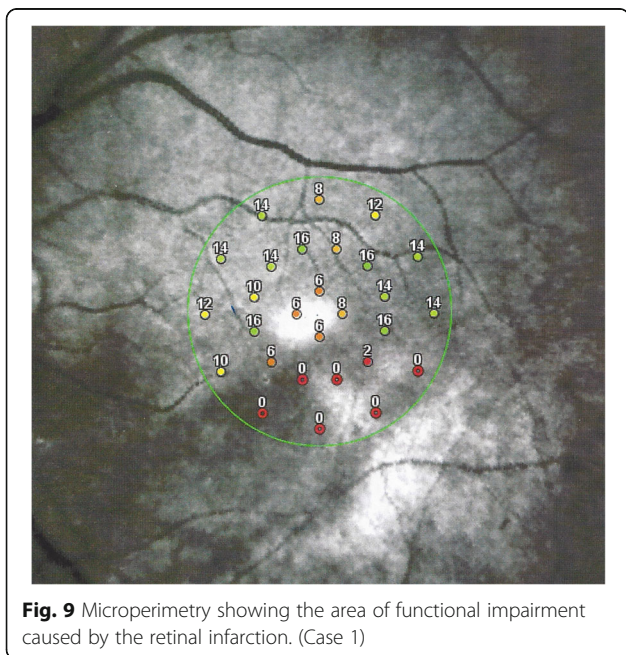 8
14 12
16 8
14 14 16 14
10 6 14
12 6 8 14
16 6 16
10 6 2 0
0 0
0 0
0
Fig. 9 Microperimetry showing the area of functional impairment
caused by the retinal infarction. (Case 1)